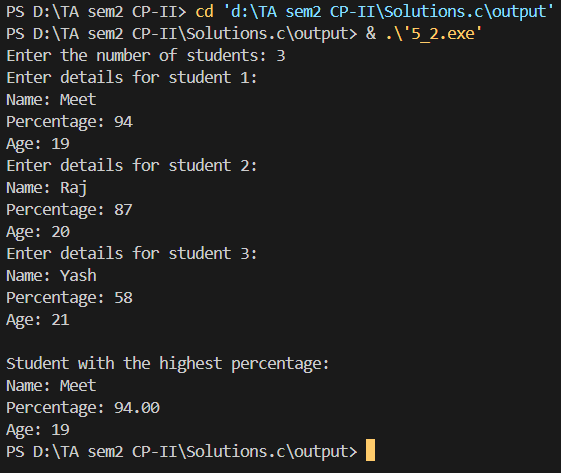 PS D:\TA sem2 CP-II> cd 'd:\TA sem2 CP-II\Solutions.c\output'
PS D:\TA sem2 CP-II\Solutions.c\output> & .\'5_2.exe'
Enter the number of students: 3
Enter details for student 1:
Name: Meet
Percentage: 94
Age: 19
Enter details for student 2:
Name: Raj
Percentage: 87
Age: 20
Enter details for student 3:
Name: Yash
Percentage: 58
Age: 21

Student with the highest percentage:
Name: Meet
Percentage: 94.00
Age: 19
PS D:\TA sem2 CP-II\Solutions.c\output>